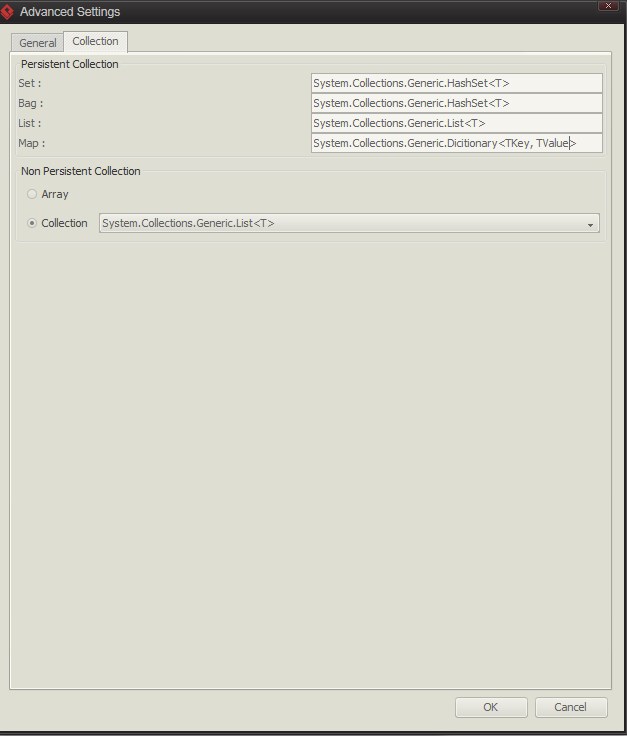 Advanced Settings
General
Collection
Persistent Collection
Set : System.Collections.Generic.HashSet<T>
Bag : System.Collections.Generic.HashSet<T>
List : System.Collections.Generic.List<T>
Map : System.Collections.Generic.Dicitionary<TKey, TValue>
Non Persistent Collection
Array
Collection System.Collections.Generic.List<T>
OK
Cancel